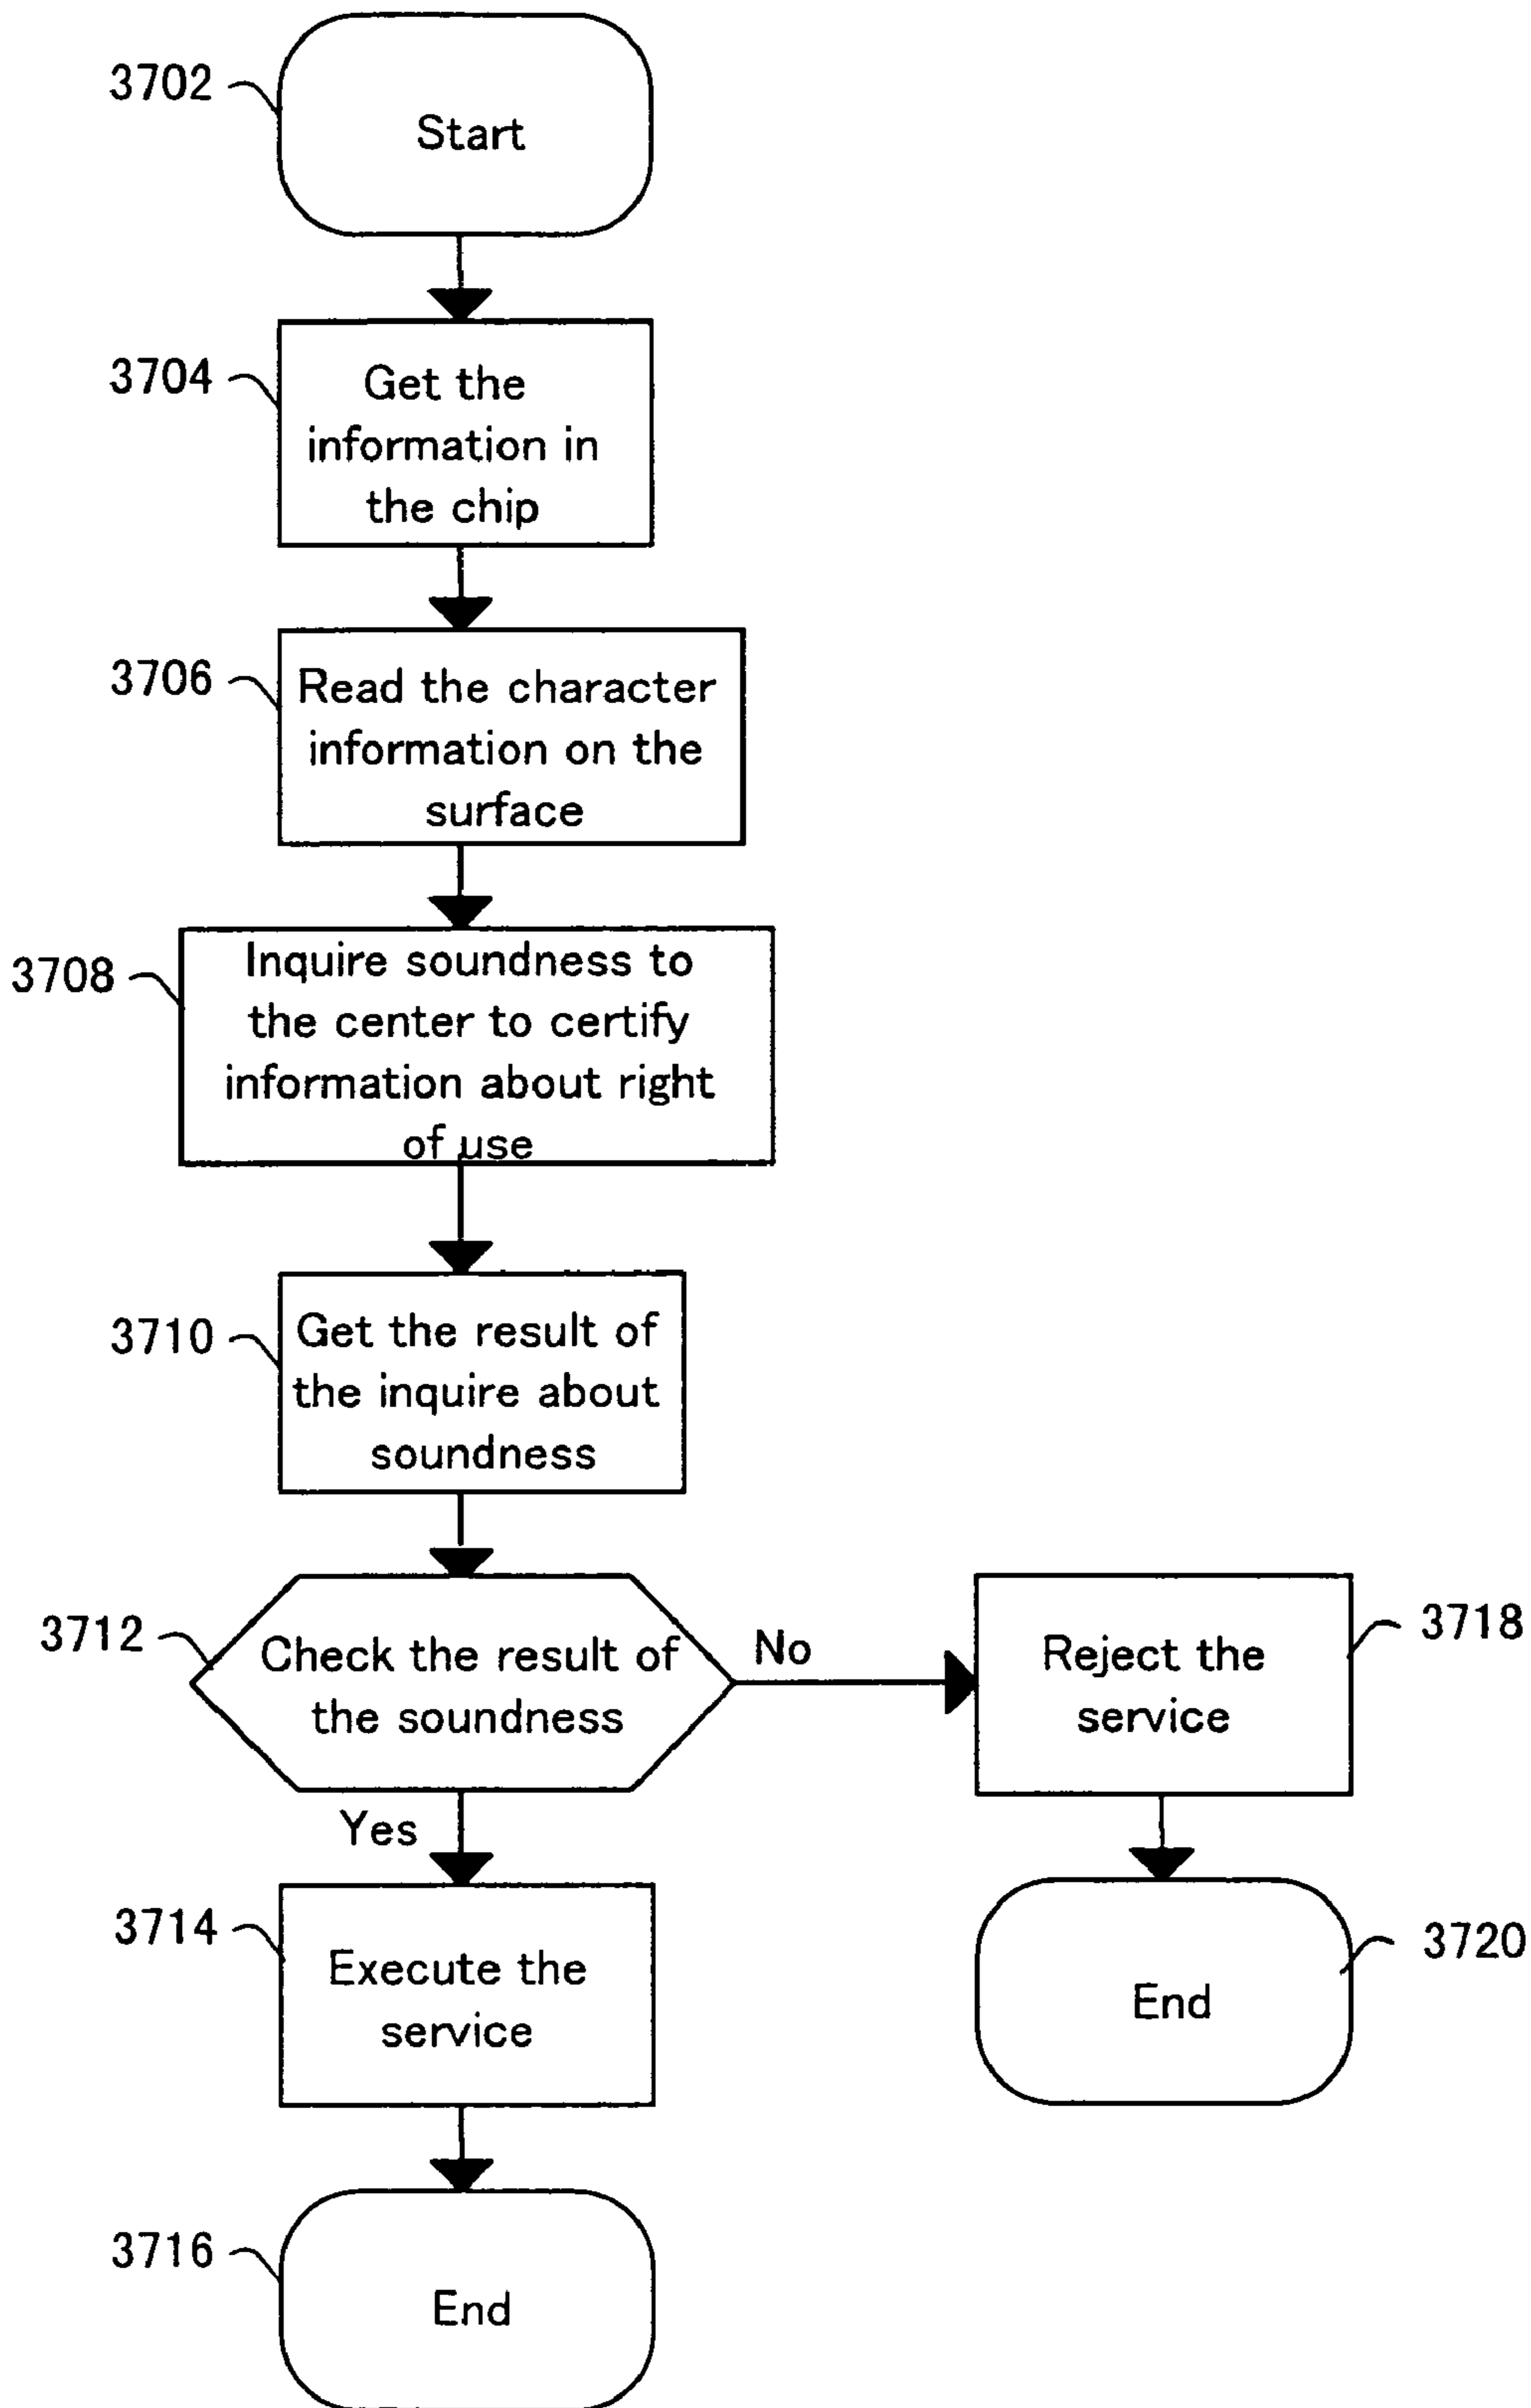 3702
Start
3704
Get the
information in
the chip
3706
Read the character
information on the
surface
3708
Inquire soundness to
the center to certify
information about right
of use
3710
Get the result of
the inquire about
soundness
3712
Check the result of
the soundness
No
3718
Reject the
service
Yes
3714
Execute the
service
3720
End
3716
End